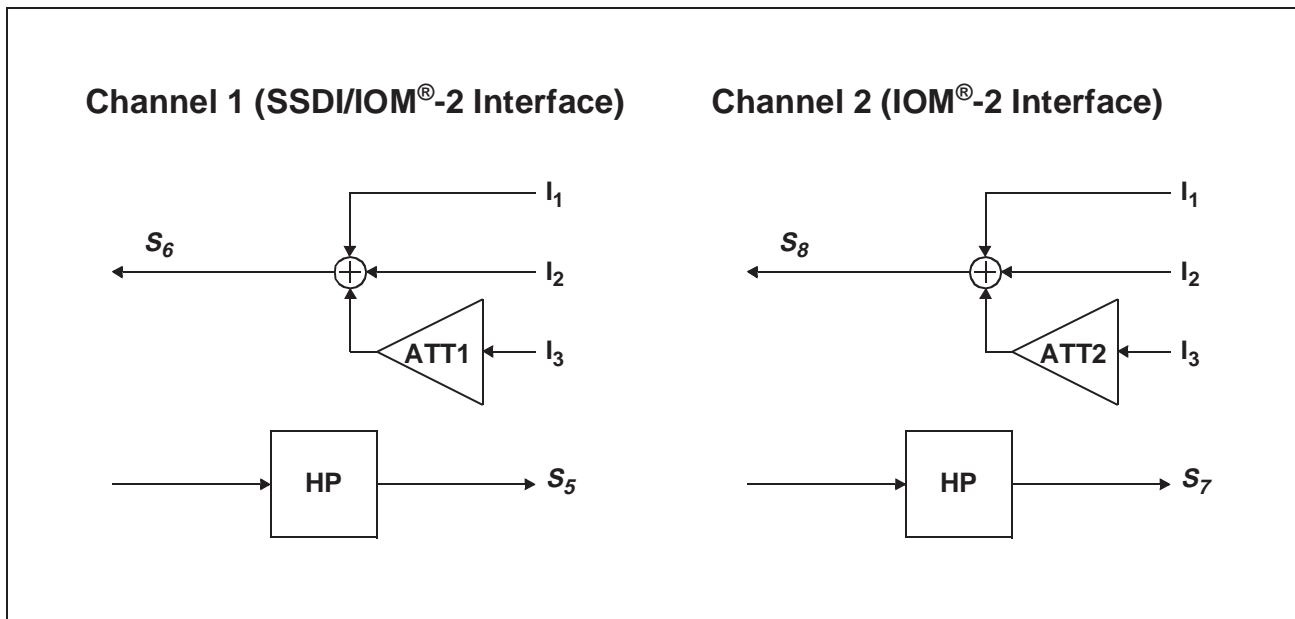 Channel 1 (SSDI/IOM®-2 Interface)
I1
S6
I2
ATT1
I3
HP
S5
Channel 2 (IOM®-2 Interface)
I1
S8
I2
ATT2
I3
HP
S7